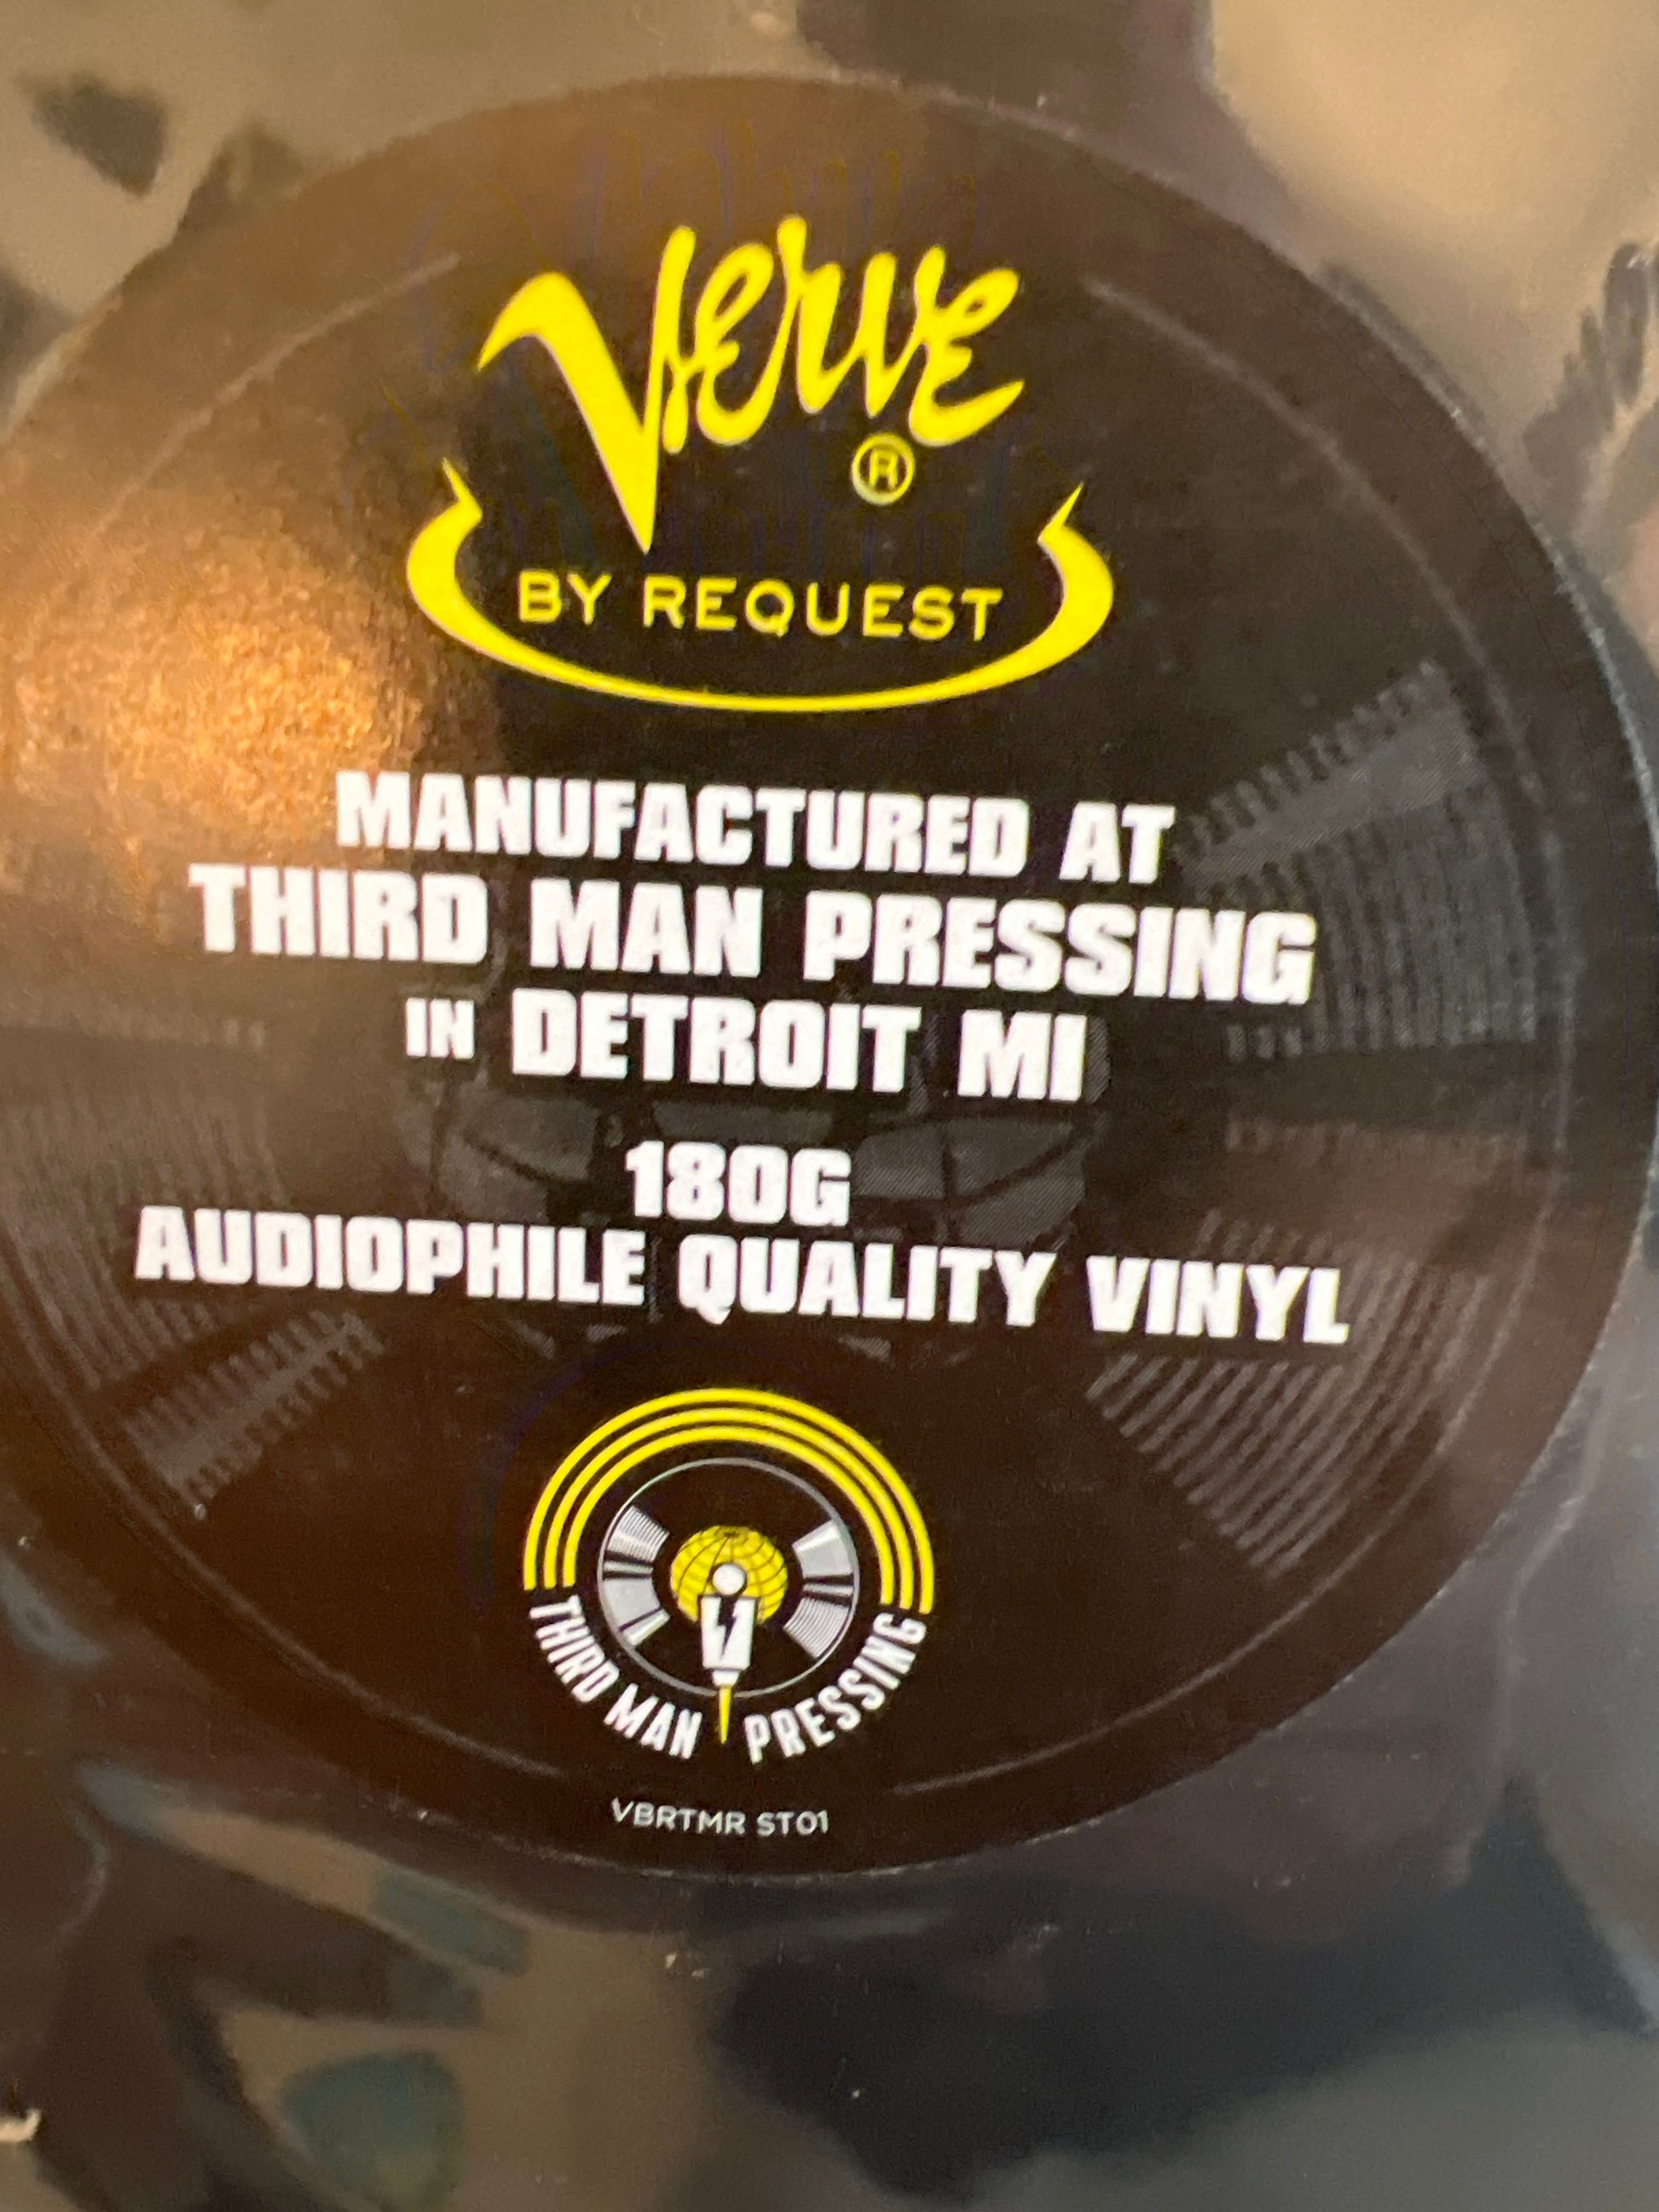 Verve
®
BY REQUEST
MANUFACTURED AT
THIRD MAN PRESSING
IN DETROIT MI
180G
AUDIOPHILE QUALITY VINYL
THIRD MAN PRESSING
VBRTMR ST01